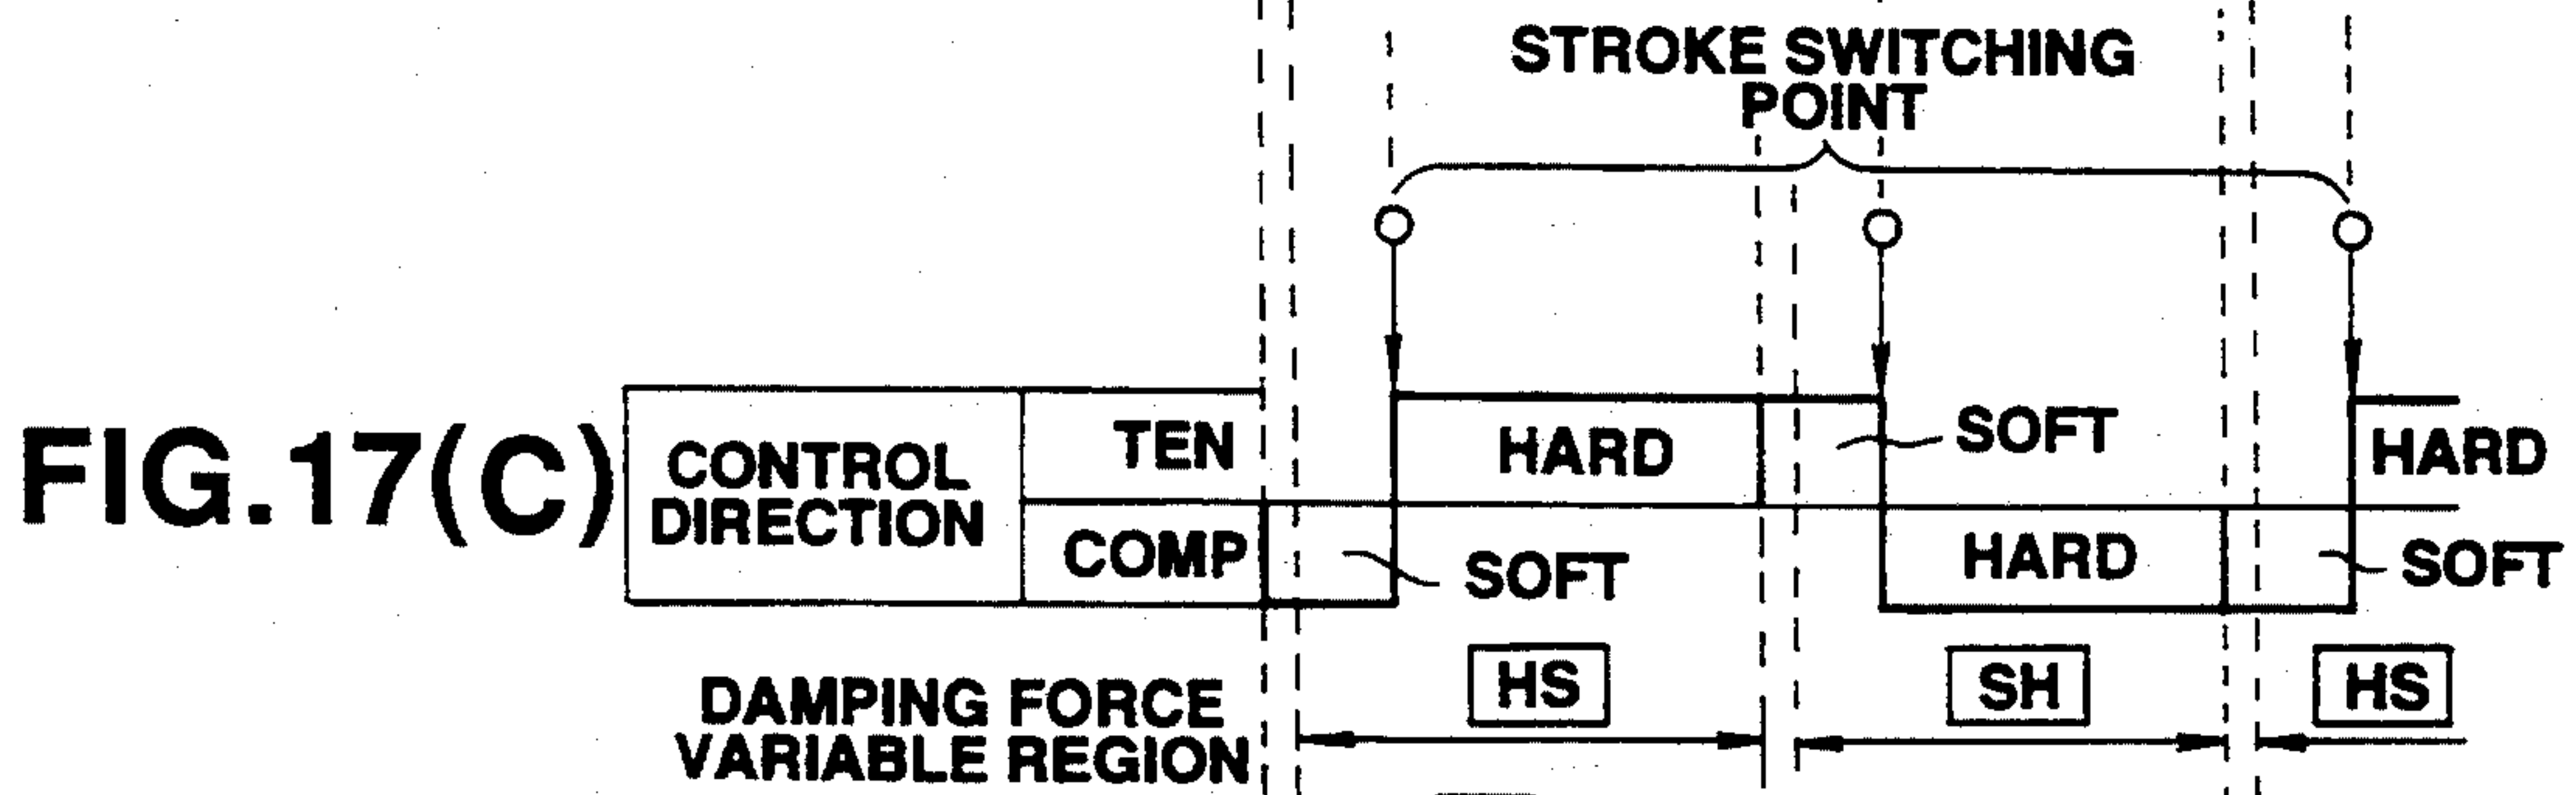 STROKE SWITCHING
POINT
FIG.17(C)
CONTROL
DIRECTION
TEN
COMP
HARD
SOFT
HARD
SOFT
HARD
SOFT
DAMPING FORCE
VARIABLE REGION
HS
SH
HS